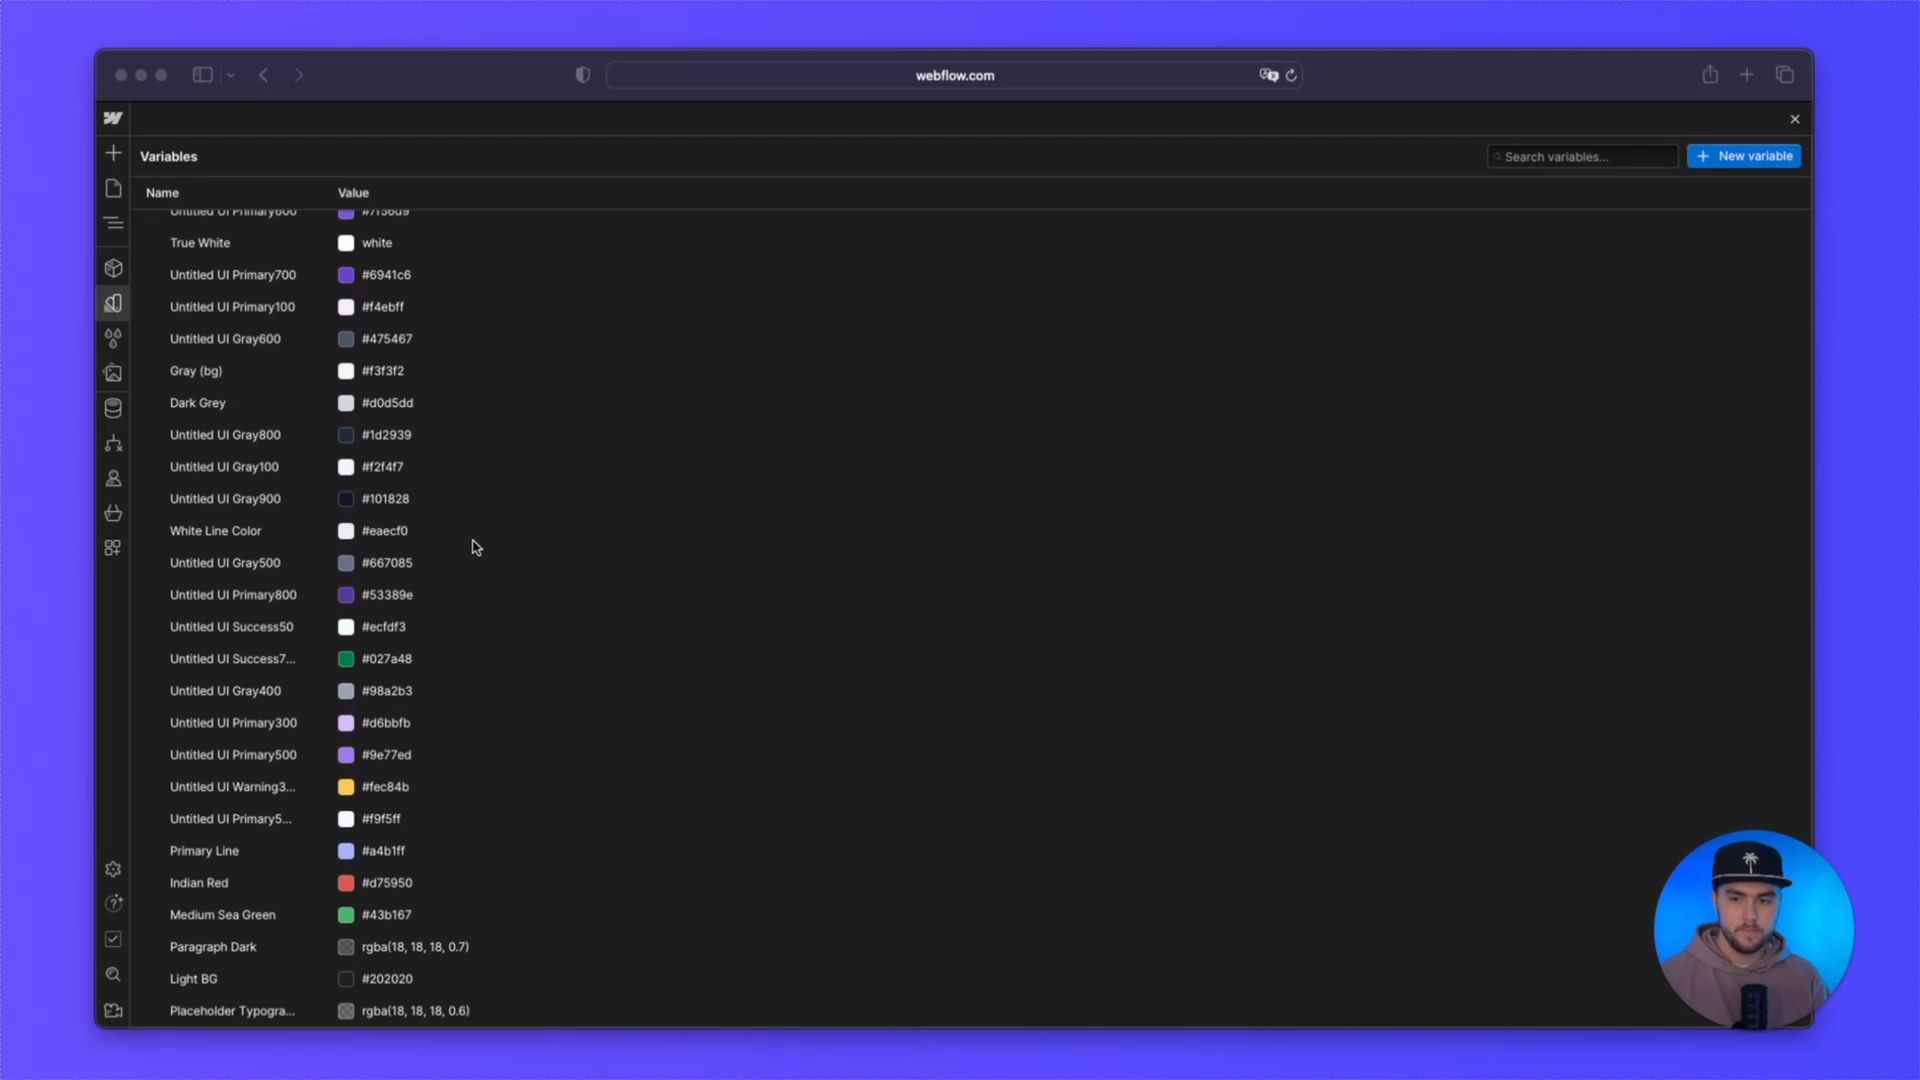 webflow.com
Variables
Search variables...
New variable
Name Value
Untitled UI Primary600 #7f56d9
True White white
Untitled UI Primary700 #6941c6
Untitled UI Primary100 #f4ebff
Untitled UI Gray600 #475467
Gray (bg) #f3f3f2
Dark Grey #d0d5dd
Untitled UI Gray800 #1d2939
Untitled UI Gray100 #f2f4f7
Untitled UI Gray900 #101828
White Line Color #eaecf0
Untitled UI Gray500 #667085
Untitled UI Primary800 #53389e
Untitled UI Success50 #ecfdf3
Untitled UI Success7... #027a48
Untitled UI Gray400 #98a2b3
Untitled UI Primary300 #d6bbfb
Untitled UI Primary500 #9e77ed
Untitled UI Warning3... #fec84b
Untitled UI Primary5... #f9f5ff
Primary Line #a4b1ff
Indian Red #d75950
Medium Sea Green #43b167
Paragraph Dark rgba(18, 18, 18, 0.7)
Light BG #202020
Placeholder Typogra... rgba(18, 18, 18, 0.6)